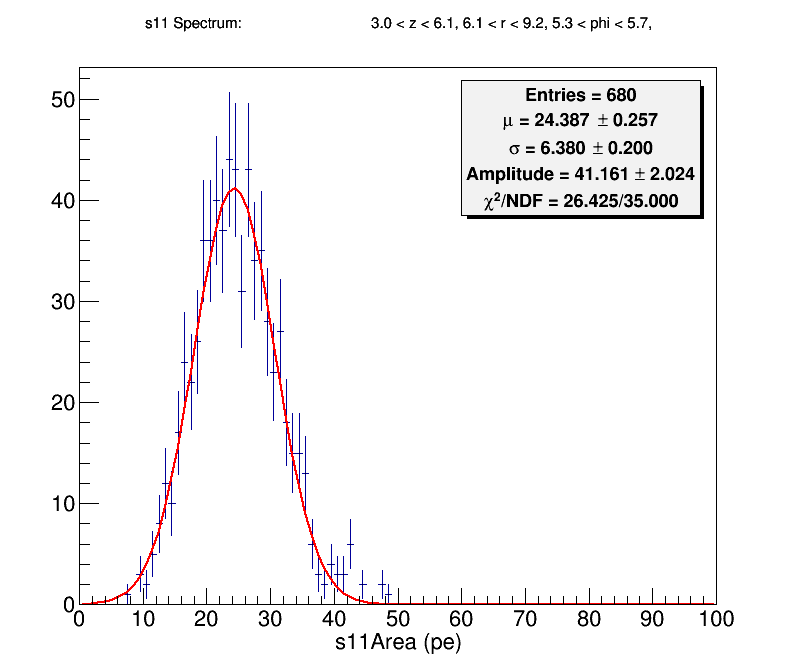 s11 Spectrum: 3.0 < z < 6.1, 6.1 < r < 9.2, 5.3 < phi < 5.7,
Entries = 680
μ = 24.387 ± 0.257
σ = 6.380 ± 0.200
Amplitude = 41.161 ± 2.024
χ²/NDF = 26.425/35.000
50
40
30
20
10
0
0 10 20 30 40 50 60 70 80 90 100
s11Area (pe)